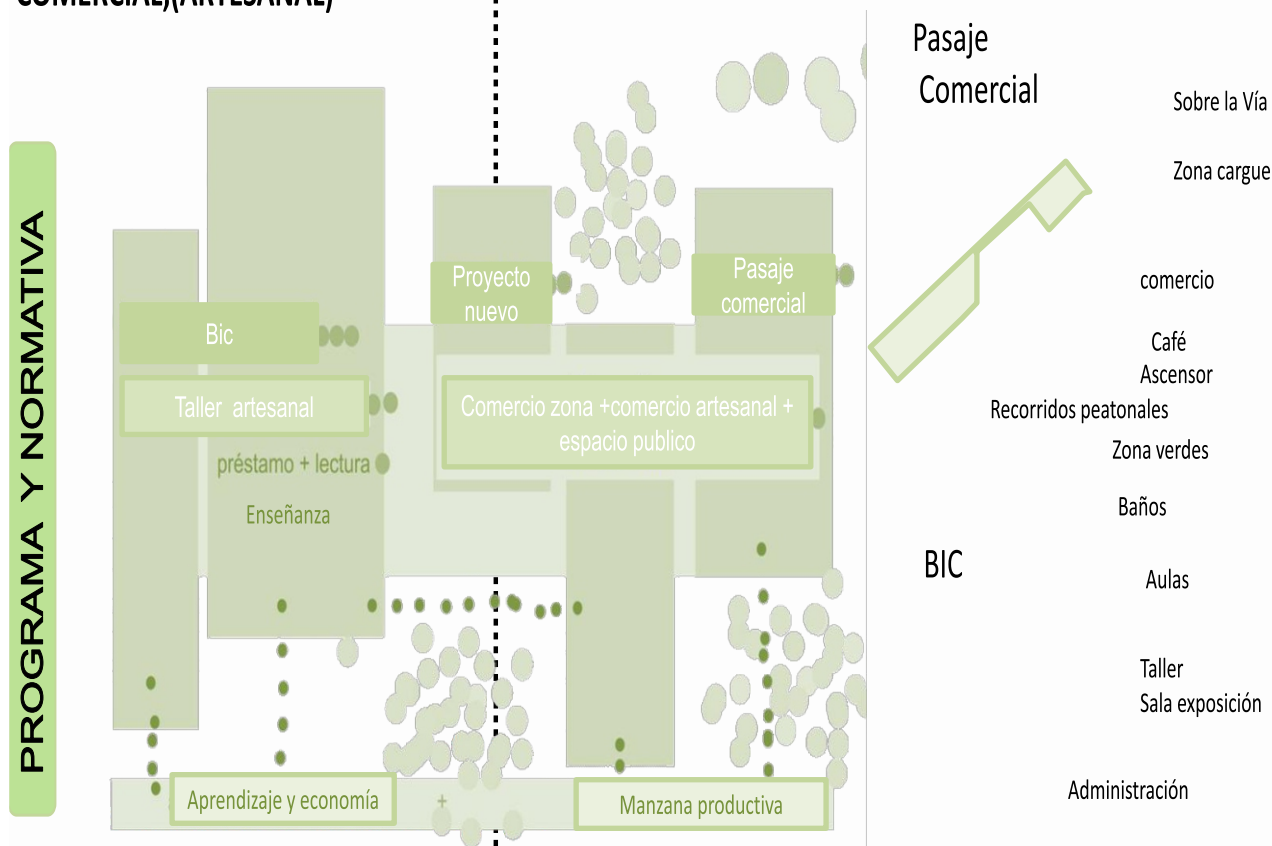 COMERCIAL,(ARTESANAL)
PROGRAMA Y NORMATIVA
Bic
Taller artesanal
préstamo + lectura
Enseñanza
Proyecto
nuevo
Pasaje
comercial
Comercio zona +comercio artesanal +
espacio publico
Aprendizaje y economía
+
Manzana productiva
Pasaje
Comercial
Sobre la Vía
Zona cargue
comercio
Café
Ascensor
Recorridos peatonales
Zona verdes
Baños
BIC
Aulas
Taller
Sala exposición
Administración